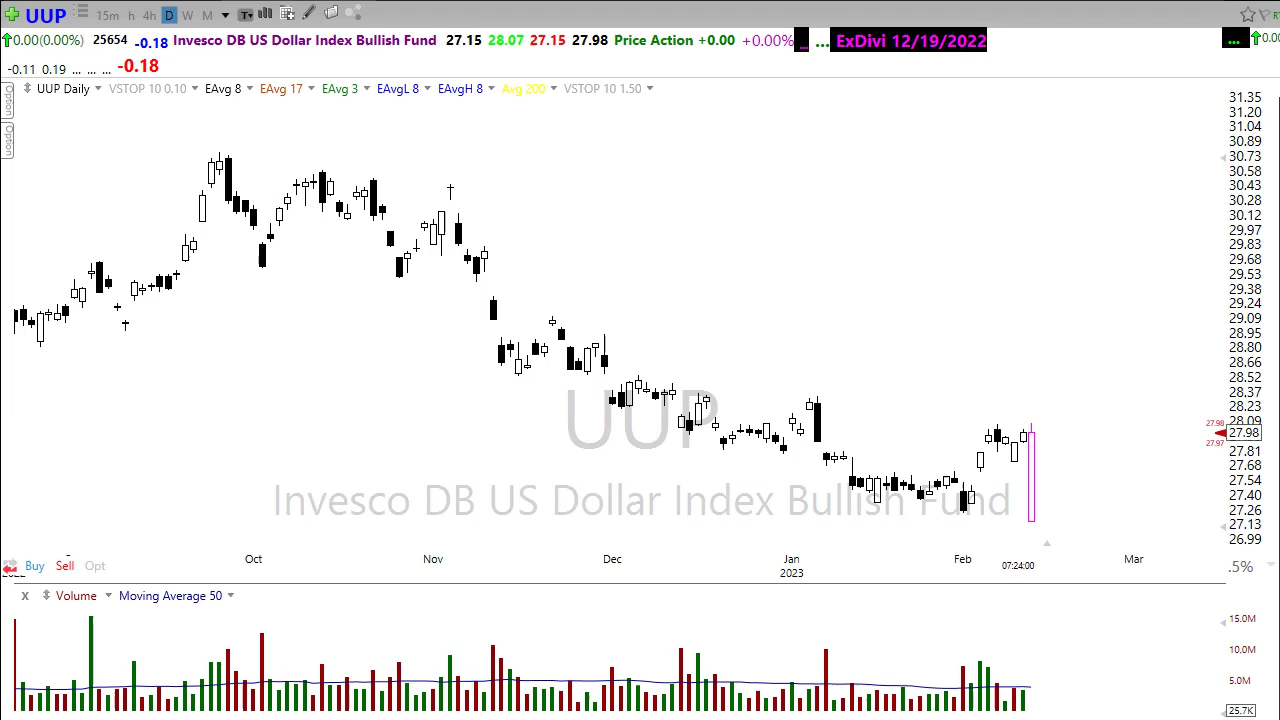 UUP 15m h 4h D W M T
0.00(0.00%) 25654 -0.18 Invesco DB US Dollar Index Bullish Fund 27.15 28.07 27.15 27.98 Price Action +0.00 +0.00% ... ... ExDivi 12/19/2022 ... 0.00
-0.11 0.19 ... ... ... -0.18
Option
Option
UUP Daily VSTOP 10 0.10 EAvg 8 EAvg 17 EAvg 3 EAvgL 8 EAvgH 8 Avg 200 VSTOP 10 1.50
31.35
31.20
31.04
30.89
30.73
30.58
30.43
30.28
30.12
29.97
29.83
29.68
29.53
29.38
29.24
29.09
28.95
28.80
28.66
28.52
28.37
28.23
28.09
27.98
27.98
27.97
27.81
27.68
27.54
27.40
27.26
27.13
26.99
UUP
Invesco DB US Dollar Index Bullish Fund
Oct Nov Dec Jan Feb Mar
Buy Sell Opt 2023 07:24:00 .5%
x Volume Moving Average 50
15.0M
10.0M
5.0M
25.7K